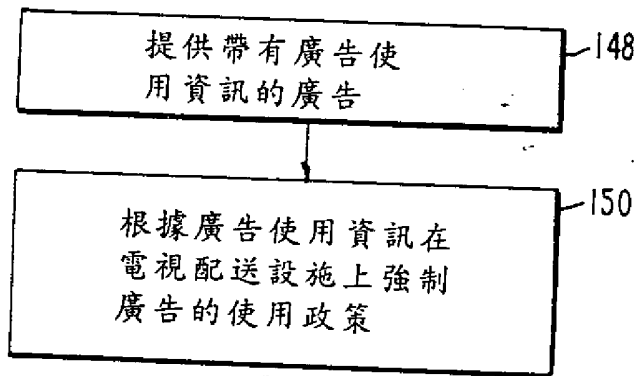 提供帶有廣告使
用資訊的廣告
148
根據廣告使用資訊在
電視配送設施上強制
廣告的使用政策
150